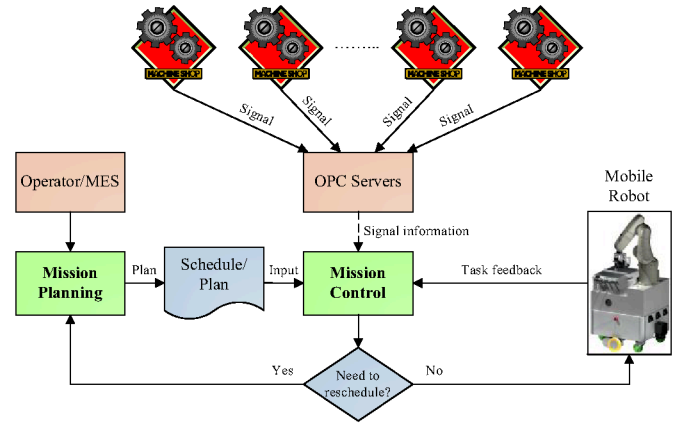 MACHINE SHOP
MACHINE SHOP
MACHINE SHOP
MACHINE SHOP
Signal
Signal
Signal
Signal
Operator/MES
OPC Servers
Mobile
Robot
Signal information
Mission
Planning
Plan
Schedule/
Plan
Input
Mission
Control
Task feedback
Yes
Need to
reschedule?
No